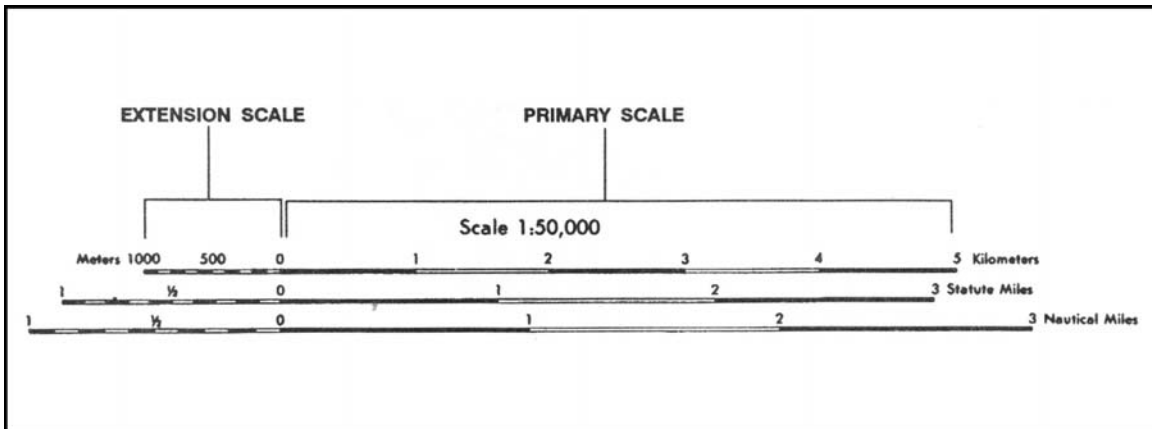 EXTENSION SCALE PRIMARY SCALE
Scale 1:50,000
Meters 1000 500 0 1 2 3 4 5 Kilometers
1 ½ 0 1 2 3 Statute Miles
1 ½ 0 1 2 3 Nautical Miles